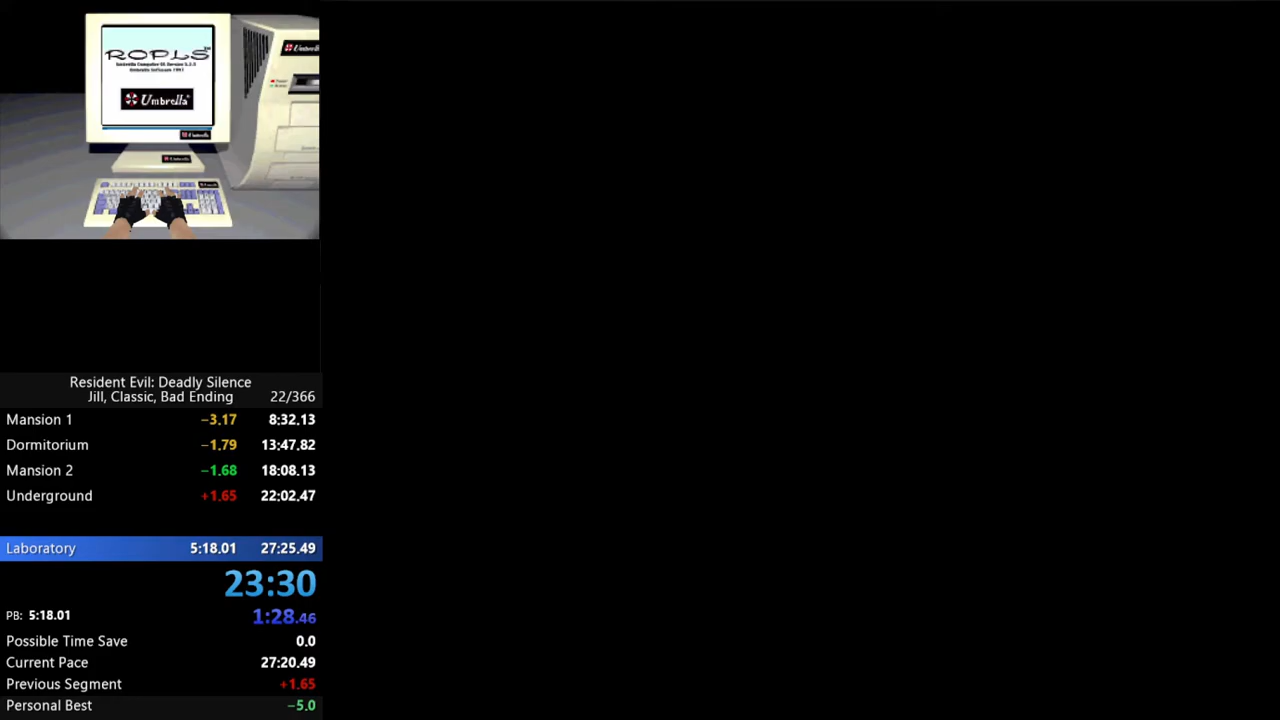 ROPLS
Umbrella
Umbrella
Umbrella
Umbrella
Resident Evil: Deadly Silence
Jill, Classic, Bad Ending 22/366
Mansion 1 −3.17 8:32.13
Dormitorium −1.79 13:47.82
Mansion 2 −1.68 18:08.13
Underground +1.65 22:02.47
Laboratory 5:18.01 27:25.49
23:30
PB: 5:18.01 1:28.46
Possible Time Save 0.0
Current Pace 27:20.49
Previous Segment +1.65
Personal Best −5.0